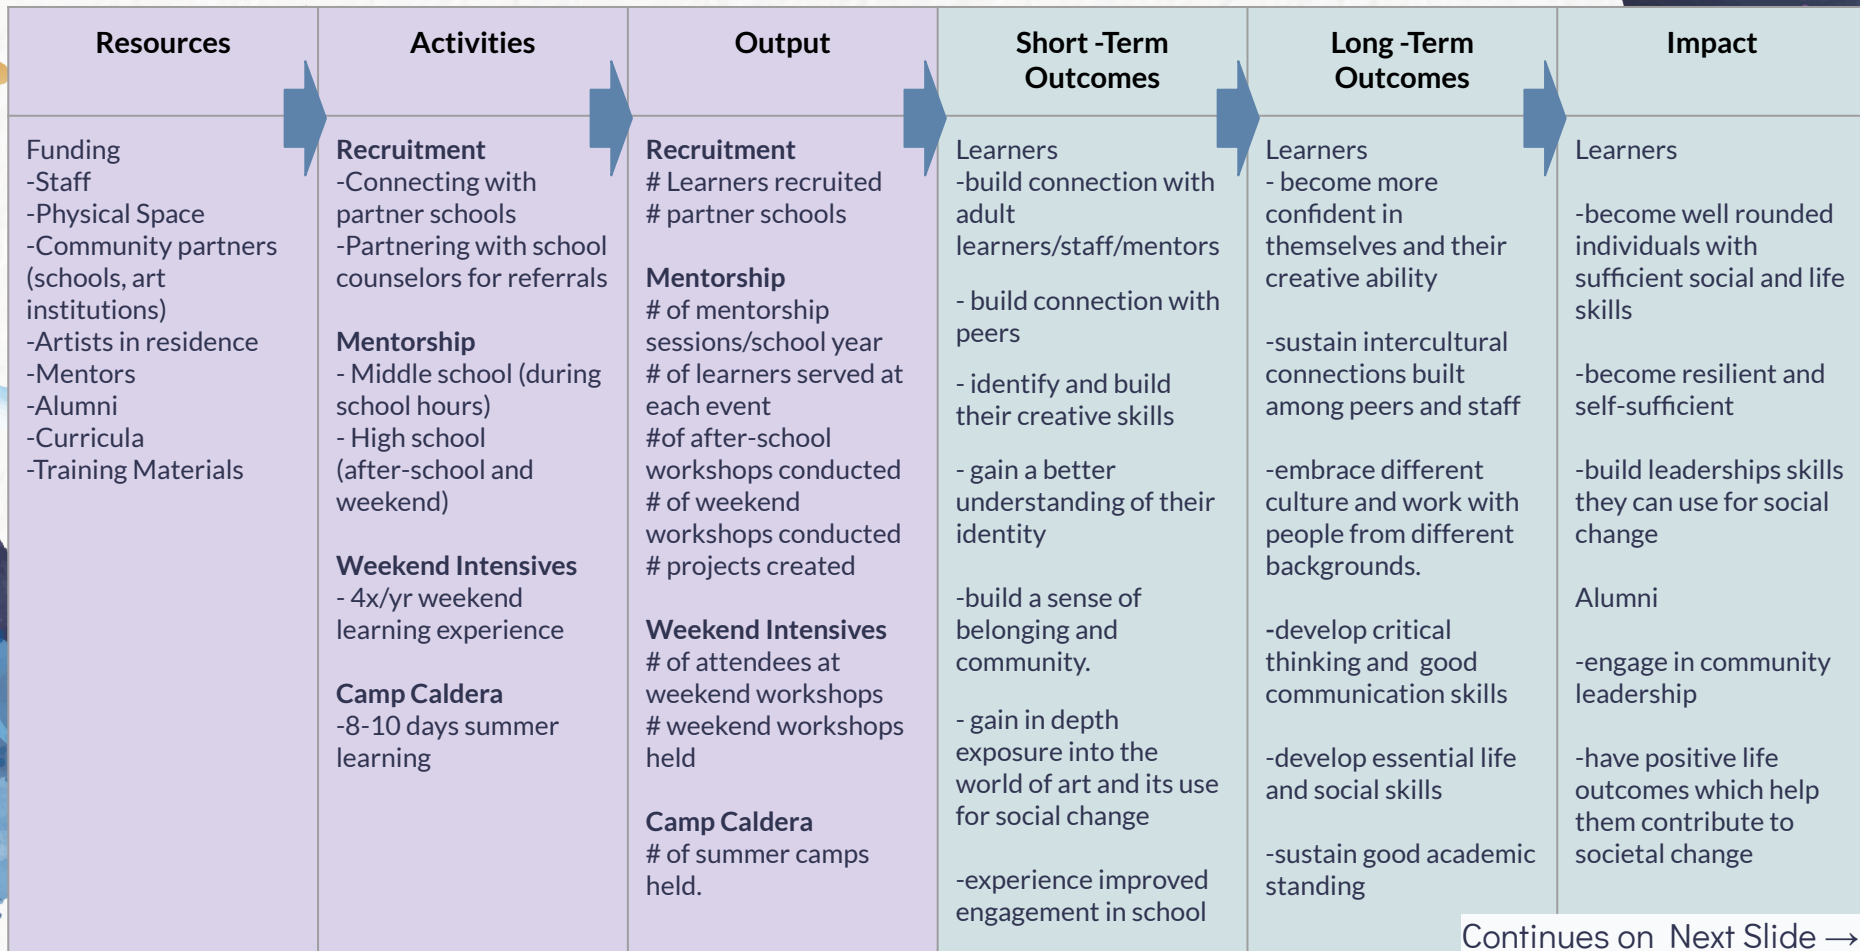 Resources
Activities
Output
Short -Term
Outcomes
Long -Term
Outcomes
Impact
Funding
-Staff
-Physical Space
-Community partners
(schools, art
institutions)
-Artists in residence
-Mentors
-Alumni
-Curricula
-Training Materials
Recruitment
-Connecting with
partner schools
-Partnering with school
counselors for referrals
Mentorship
- Middle school (during
school hours)
- High school
(after-school and
weekend)
Weekend Intensives
- 4x/yr weekend
learning experience
Camp Caldera
-8-10 days summer
learning
Recruitment
# Learners recruited
# partner schools
Mentorship
# of mentorship
sessions/school year
# of learners served at
each event
#of after-school
workshops conducted
# of weekend
workshops conducted
# projects created
Weekend Intensives
# of attendees at
weekend workshops
# weekend workshops
held
Camp Caldera
# of summer camps
held.
Learners
-build connection with
adult
learners/staff/mentors
- build connection with
peers
- identify and build
their creative skills
- gain a better
understanding of their
identity
-build a sense of
belonging and
community.
- gain in depth
exposure into the
world of art and its use
for social change
-experience improved
engagement in school
Learners
- become more
confident in
themselves and their
creative ability
-sustain intercultural
connections built
among peers and staff
-embrace different
culture and work with
people from different
backgrounds.
-develop critical
thinking and  good
communication skills
-develop essential life
and social skills
-sustain good academic
standing
Learners
-become well rounded
individuals with
sufficient social and life
skills
-become resilient and
self-sufficient
-build leaderships skills
they can use for social
change
Alumni
-engage in community
leadership
-have positive life
outcomes which help
them contribute to
societal change
Continues on  Next Slide →